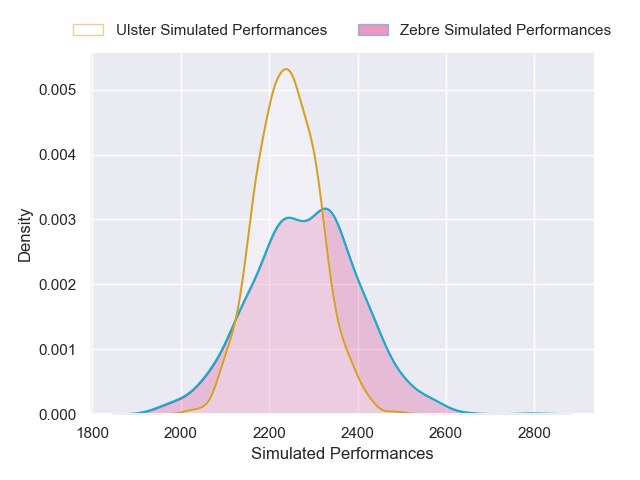 Ulster Simulated Performances
Zebre Simulated Performances
0.005
0.004
0.003
0.002
0.001
0.000
Density
1800 2000 2200 2400 2600 2800
Simulated Performances